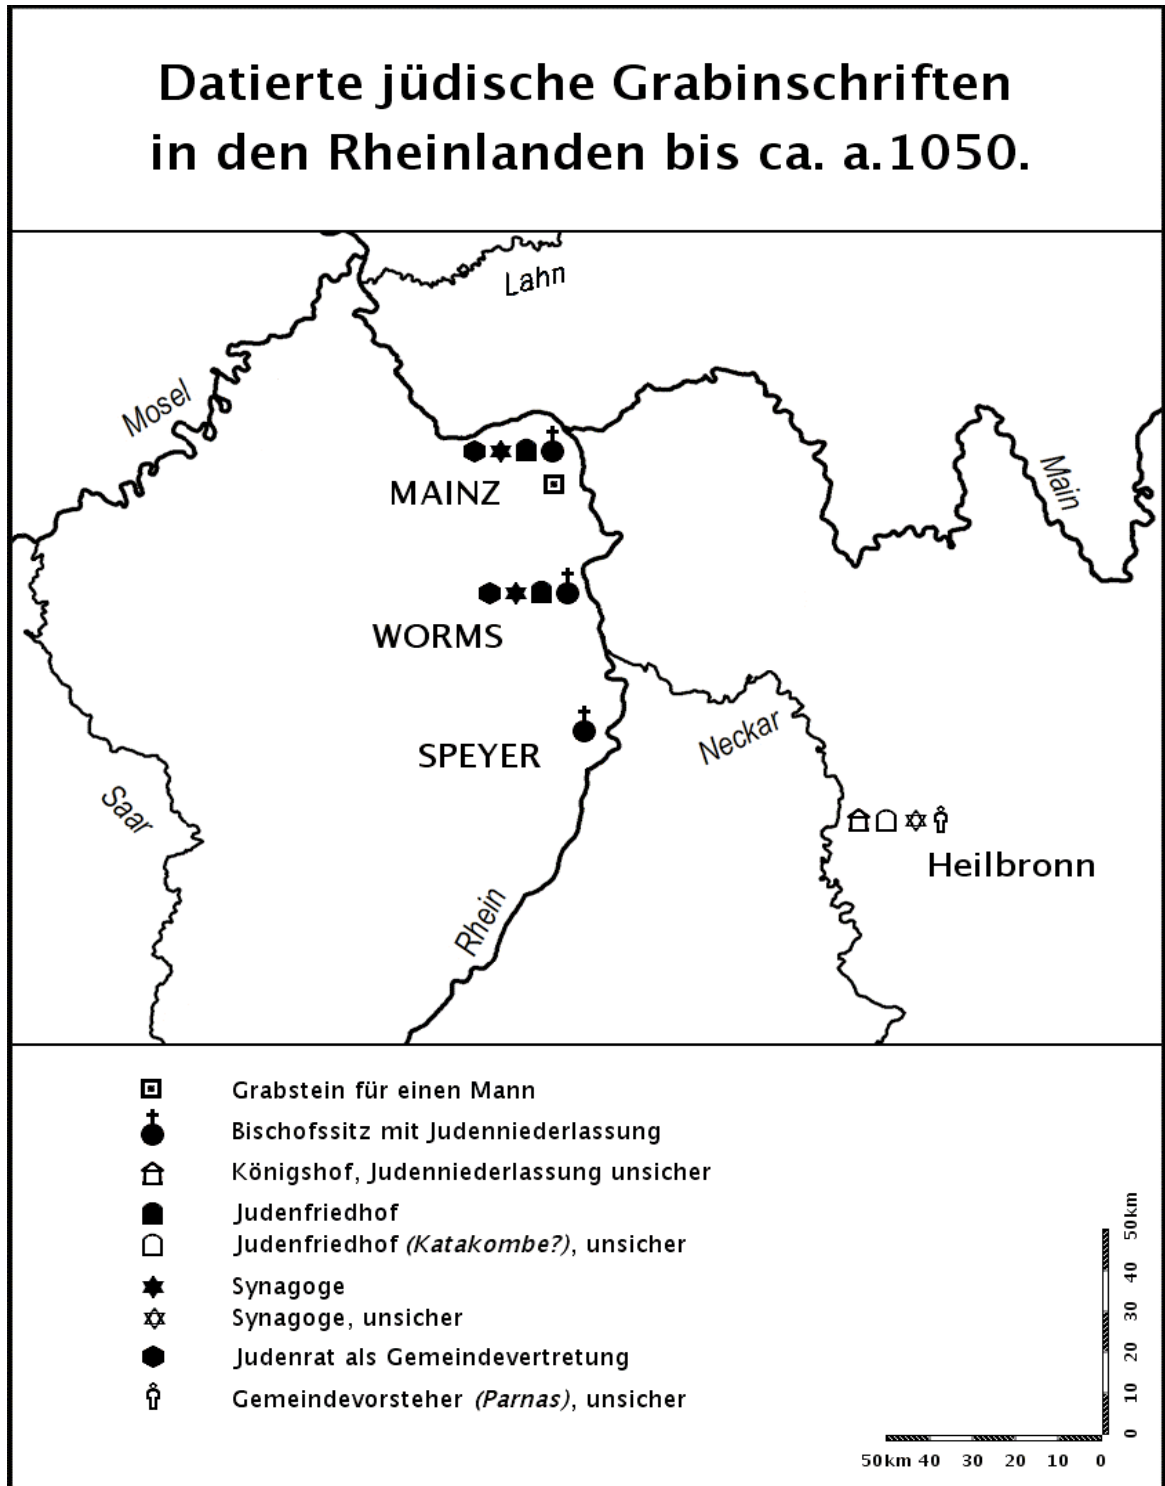 Datierte jüdische Grabinschriften
in den Rheinlanden bis ca. a.1050.
Lahn
Mosel
Main
MAINZ
WORMS
SPEYER
Neckar
Saar
Heilbronn
Rhein
Grabstein für einen Mann
Bischofssitz mit Judenniederlassung
Königshof, Judenniederlassung unsicher
Judenfriedhof
Judenfriedhof (Katakombe?), unsicher
Synagoge
Synagoge, unsicher
Judenrat als Gemeindevertretung
Gemeindevorsteher (Parnas), unsicher
50km
40
30
20
10
0
50km 40 30 20 10 0